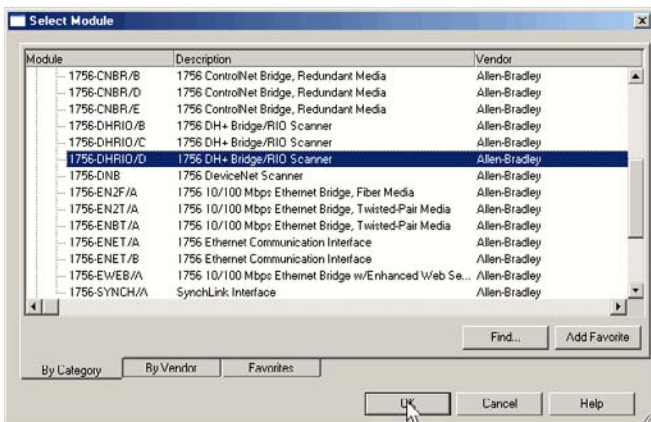 Select Module
Module Description Vendor
1756-CNBR/B 1756 ControlNet Bridge, Redundant Media Allen-Bradley
1756-CNBR/D 1756 ControlNet Bridge, Redundant Media Allen-Bradley
1756-CNBR/E 1756 ControlNet Bridge, Redundant Media Allen-Bradley
1756-DHRIO/B 1756 DH+ Bridge/RIO Scanner Allen-Bradley
1756-DHRIO/C 1756 DH+ Bridge/RIO Scanner Allen-Bradley
1756-DHRIO/D 1756 DH+ Bridge/RIO Scanner Allen-Bradley
1756-DNB 1756 DeviceNet Scanner Allen-Bradley
1756-EN2F/A 1756 10/100 Mbps Ethernet Bridge, Fiber Media Allen-Bradley
1756-EN2T/A 1756 10/100 Mbps Ethernet Bridge, Twisted-Pair Media Allen-Bradley
1756-ENBT/A 1756 10/100 Mbps Ethernet Bridge, Twisted-Pair Media Allen-Bradley
1756-ENET/A 1756 Ethernet Communication Interface Allen-Bradley
1756-ENET/B 1756 Ethernet Communication Interface Allen-Bradley
1756-EWEB/A 1756 10/100 Mbps Ethernet Bridge w/Enhanced Web Se... Allen-Bradley
1756-SYNCH/A SynchLink Interface Allen-Bradley
Find... Add Favorite
By Category By Vendor Favorites
OK Cancel Help